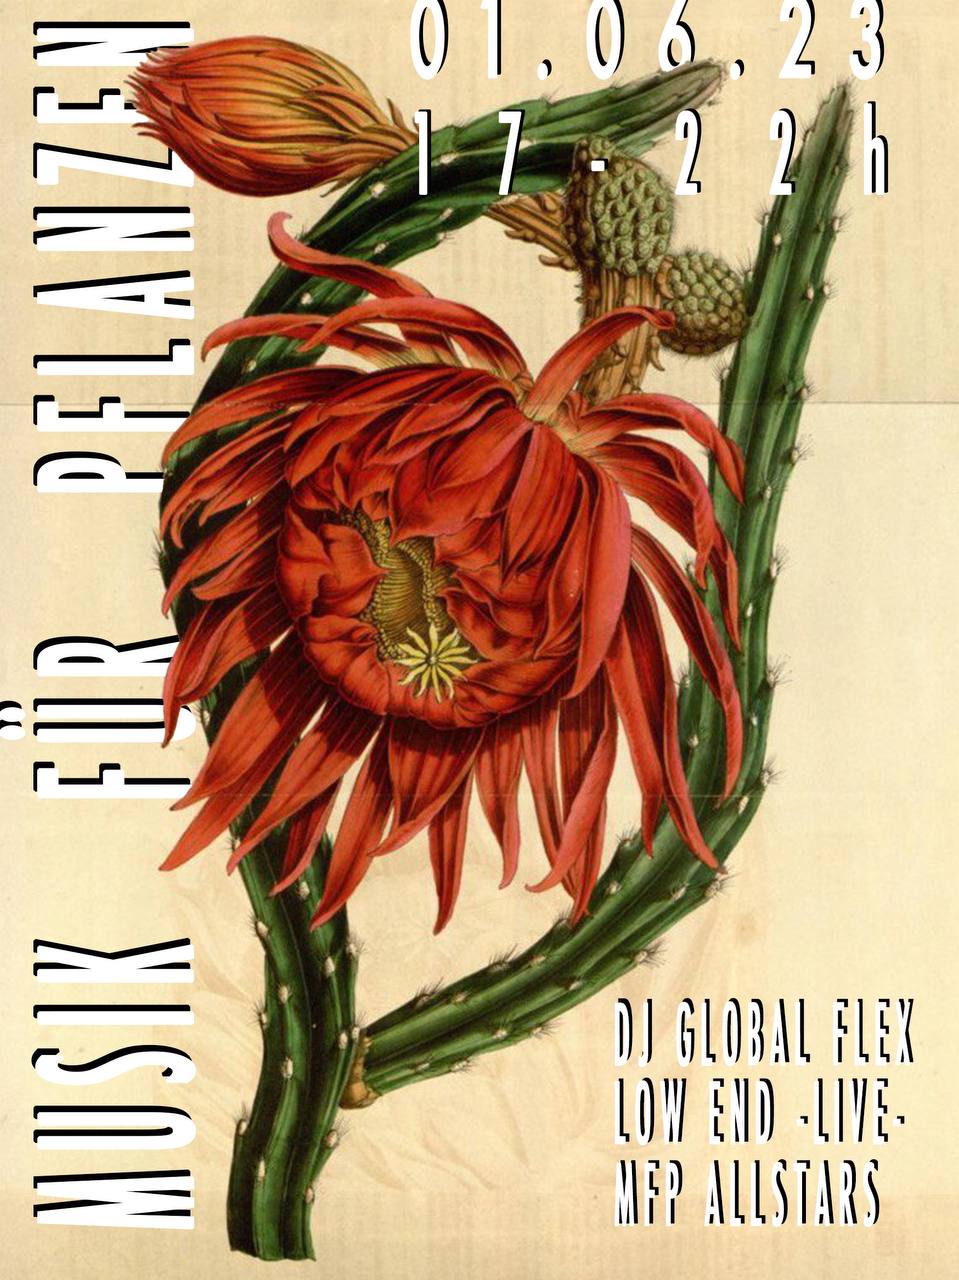 MUSIK FÜR PFLANZEN
01.06.23
17-22h
DJ GLOBAL FLEX
LOW END -LIVE-
MFP ALLSTARS